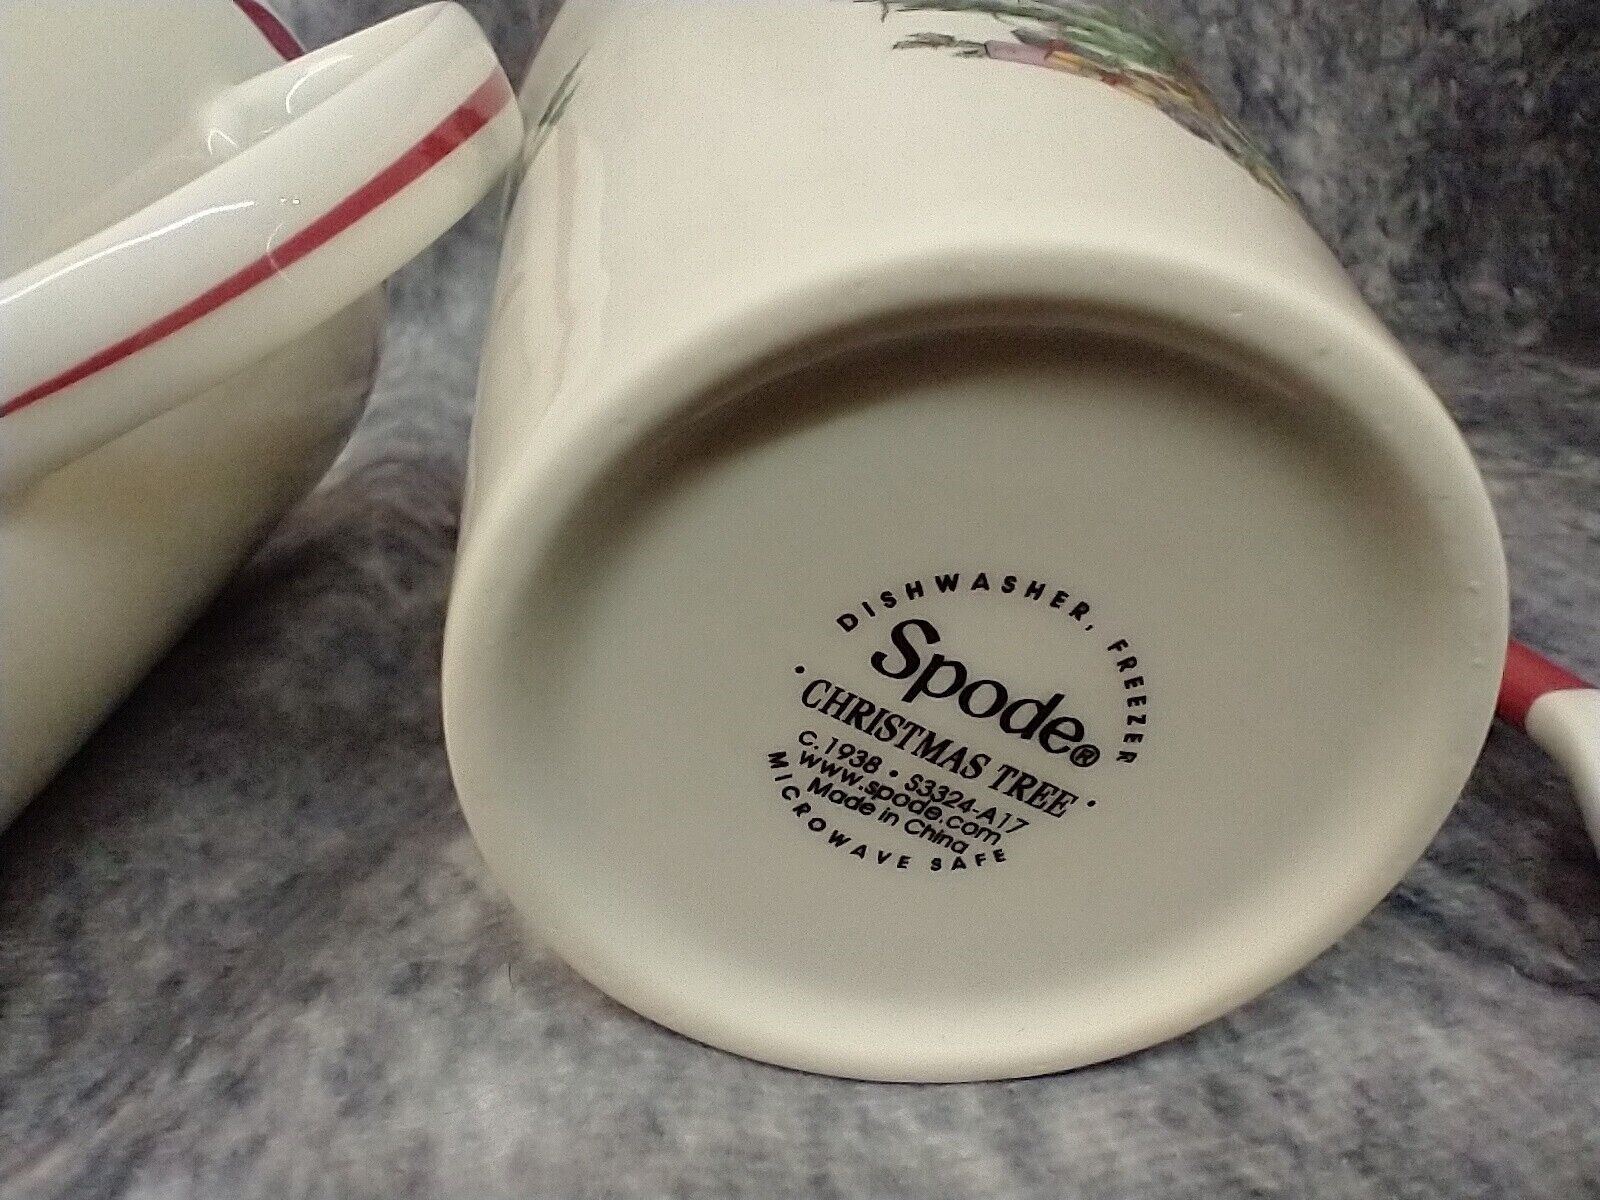 DISHWASHER, FREEZER
Spode®
• CHRISTMAS TREE •
C. 1938 • S3324-A17
www.spode.com
Made in China
MICROWAVE SAFE